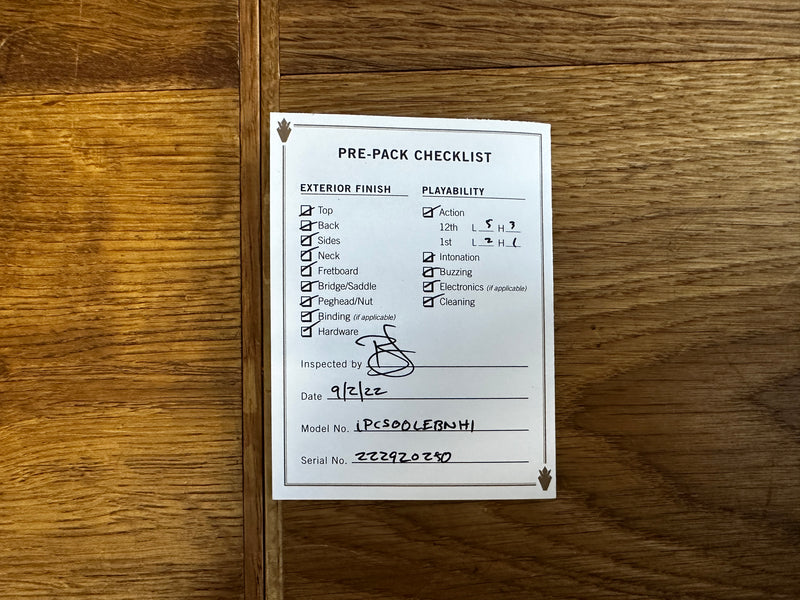 PRE-PACK CHECKLIST
EXTERIOR FINISH
Top
Back
Sides
Neck
Fretboard
Bridge/Saddle
Peghead/Nut
Binding (if applicable)
Hardware
PLAYABILITY
Action
12th L 5 H 3
1st L 2 H 1
Intonation
Buzzing
Electronics (if applicable)
Cleaning
Inspected by
Date 9/2/22
Model No. IPCSOOLEBNH1
Serial No. 222920250